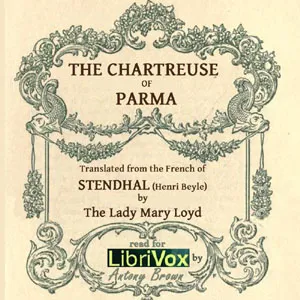 THE CHARTREUSE
OF
PARMA
Translated from the French of
STENDHAL (Henri Beyle)
by
The Lady Mary Loyd
read for
LibriVox by
Antony Brown